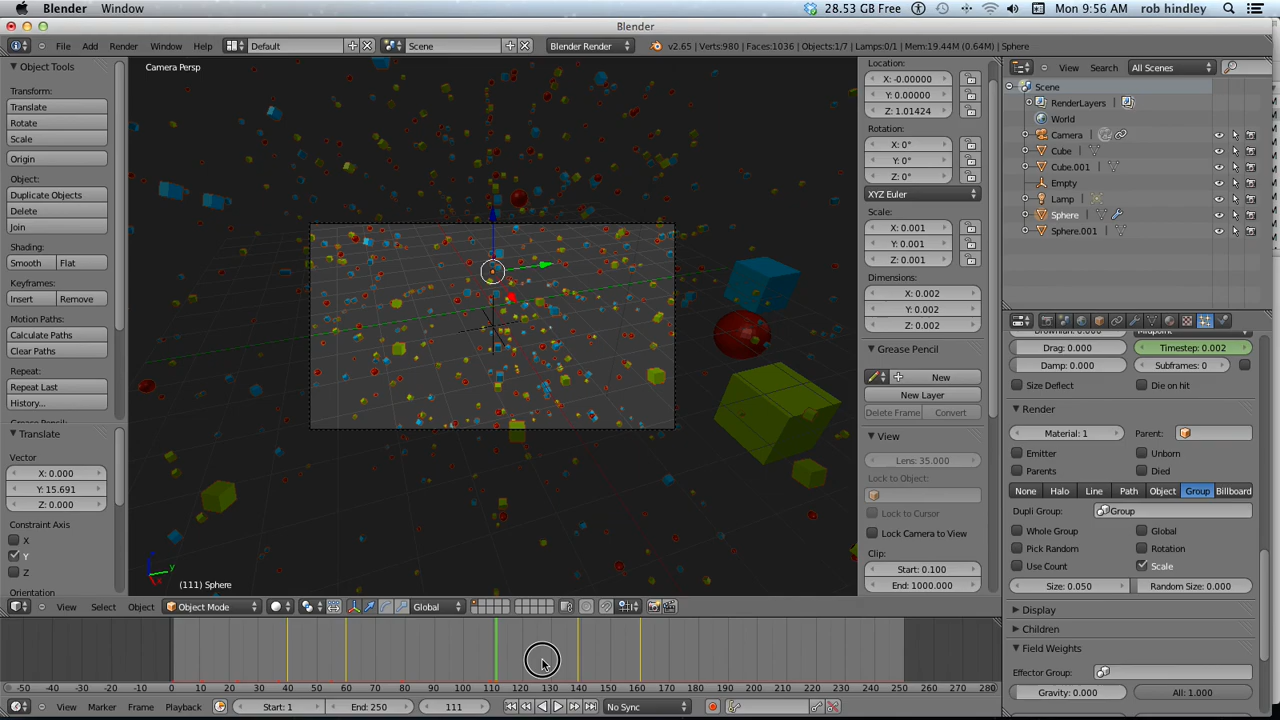 Blender Window 28.53 GB Free Mon 9:56 AM rob hindley
Blender
File Add Render Window Help Default Scene Blender Render v2.65 | Verts:980 | Faces:1036 | Objects:1/7 | Lamps:0/1 | Mem:19.44M (0.64M) | Sphere
Object Tools
Transform:
Translate
Rotate
Scale
Origin
Object:
Duplicate Objects
Delete
Join
Shading:
Smooth Flat
Keyframes:
Insert Remove
Motion Paths:
Calculate Paths
Clear Paths
Repeat:
Repeat Last
History...
Translate
Vector
X: 0.000
Y: 15.691
Z: 0.000
Constraint Axis
X
Y
Z
Orientation
Camera Persp
(111) Sphere
Location:
X: -0.00000
Y: 0.00000
Z: 1.01424
Rotation:
X: 0°
Y: 0°
Z: 0°
XYZ Euler
Scale:
X: 0.001
Y: 0.001
Z: 0.001
Dimensions:
X: 0.002
Y: 0.002
Z: 0.002
Grease Pencil
New
New Layer
Delete Frame Convert
View
Lens: 35.000
Lock to Object:
Lock to Cursor
Lock Camera to View
Clip:
Start: 0.100
End: 1000.000
View Search All Scenes
Scene
RenderLayers
World
Camera
Cube
Cube.001
Empty
Lamp
Sphere
Sphere.001
Drag: 0.000 Timestep: 0.002
Damp: 0.000 Subframes: 0
Size Deflect Die on hit
Render
Material: 1 Parent:
Emitter Unborn
Parents Died
None Halo Line Path Object Group Billboard
Dupli Group: Group
Whole Group Global
Pick Random Rotation
Use Count Scale
Size: 0.050 Random Size: 0.000
Display
Children
Field Weights
Effector Group:
Gravity: 0.000 All: 1.000
View Select Object Object Mode Global
-50 -40 -30 -20 -10 0 10 20 30 40 50 60 70 80 90 100 110 120 130 140 150 160 170 180 190 200 210 220 230 240 250 260 270 280
View Marker Frame Playback Start: 1 End: 250 111 No Sync